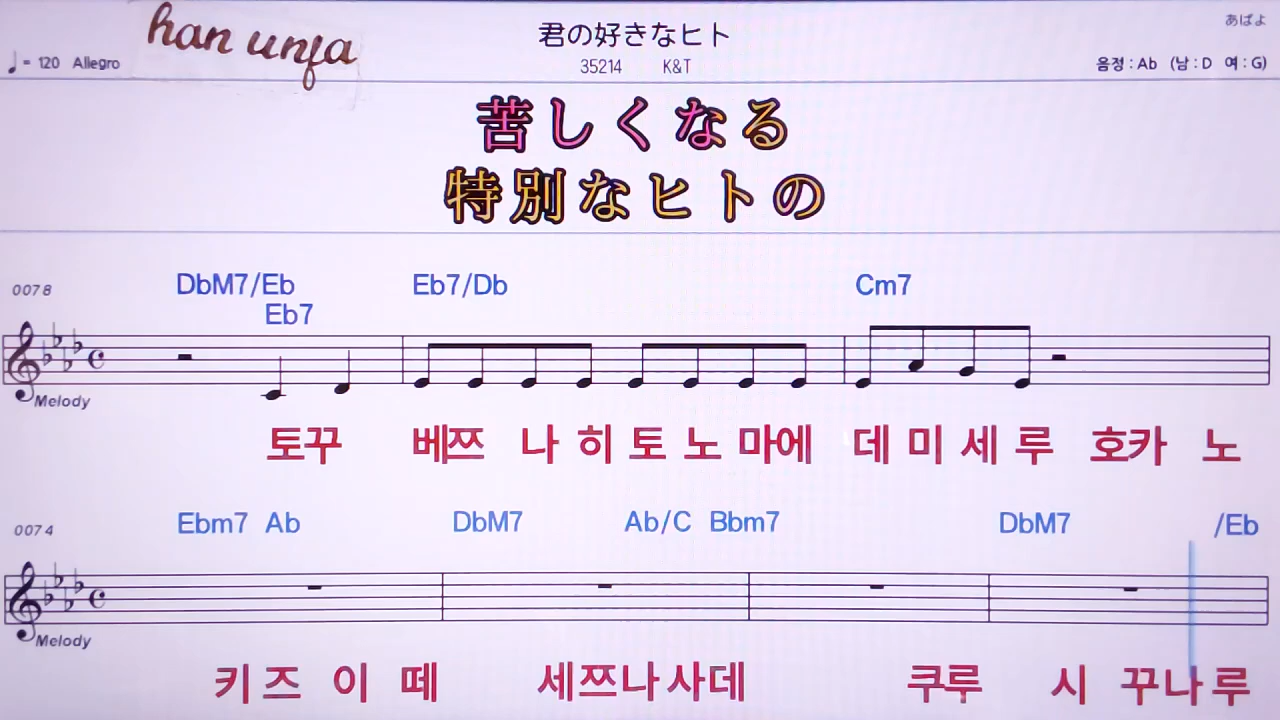 han unja
君の好きなヒト
あばよ
♩= 120 Allegro
35214 K&T
음정 : Ab (남 : D 여 : G)
苦しくなる
特別なヒトの
0078 DbM7/Eb Eb7/Db Cm7
Eb7
Melody
토꾸 베쯔 나 히 토 노 마에 데 미 세 루 호카 노
0074 Ebm7 Ab DbM7 Ab/C Bbm7 DbM7 /Eb
Melody
키 즈 이 떼 세쯔나 사데 쿠루 시 꾸나 루